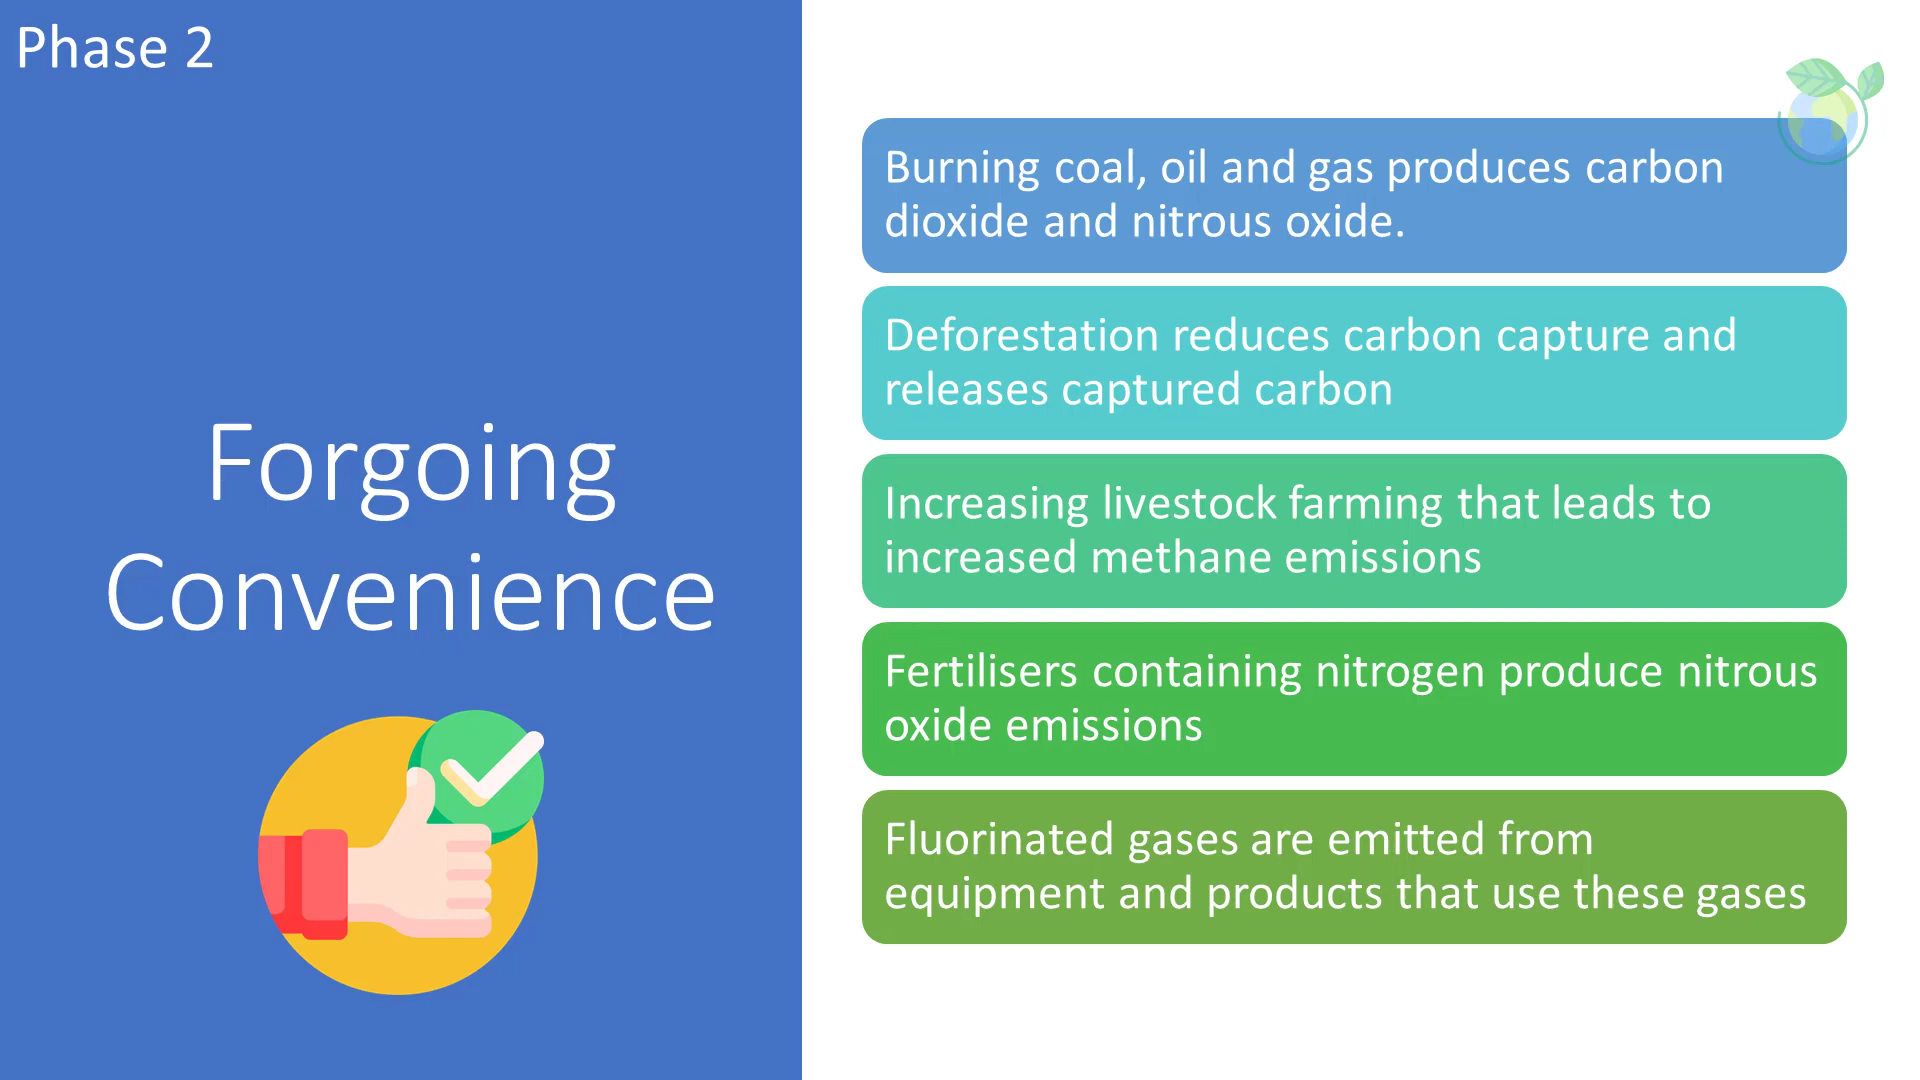 Phase 2
Forgoing
Convenience
Burning coal, oil and gas produces carbon
dioxide and nitrous oxide.
Deforestation reduces carbon capture and
releases captured carbon
Increasing livestock farming that leads to
increased methane emissions
Fertilisers containing nitrogen produce nitrous
oxide emissions
Fluorinated gases are emitted from
equipment and products that use these gases